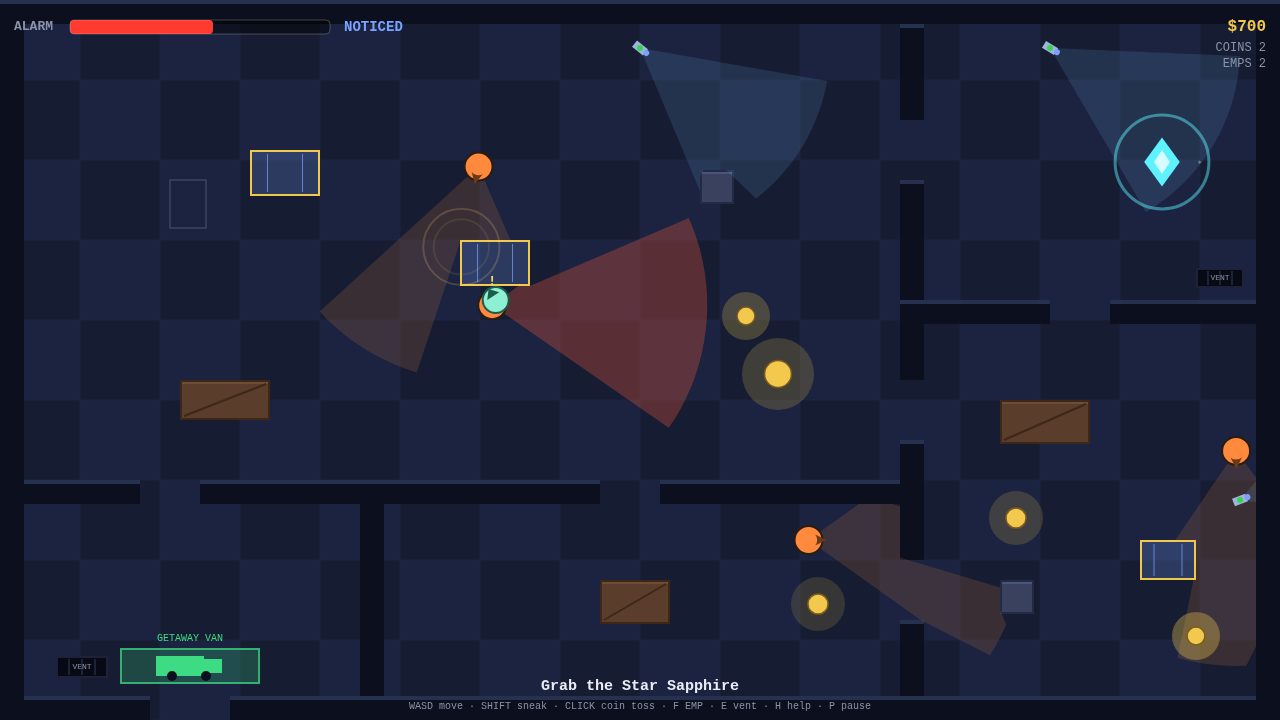 ALARM
NOTICED
$700
COINS 2
EMPS 2
VENT
!
GETAWAY VAN
VENT
Grab the Star Sapphire
WASD move · SHIFT sneak · CLICK coin toss · F EMP · E vent · H help · P pause